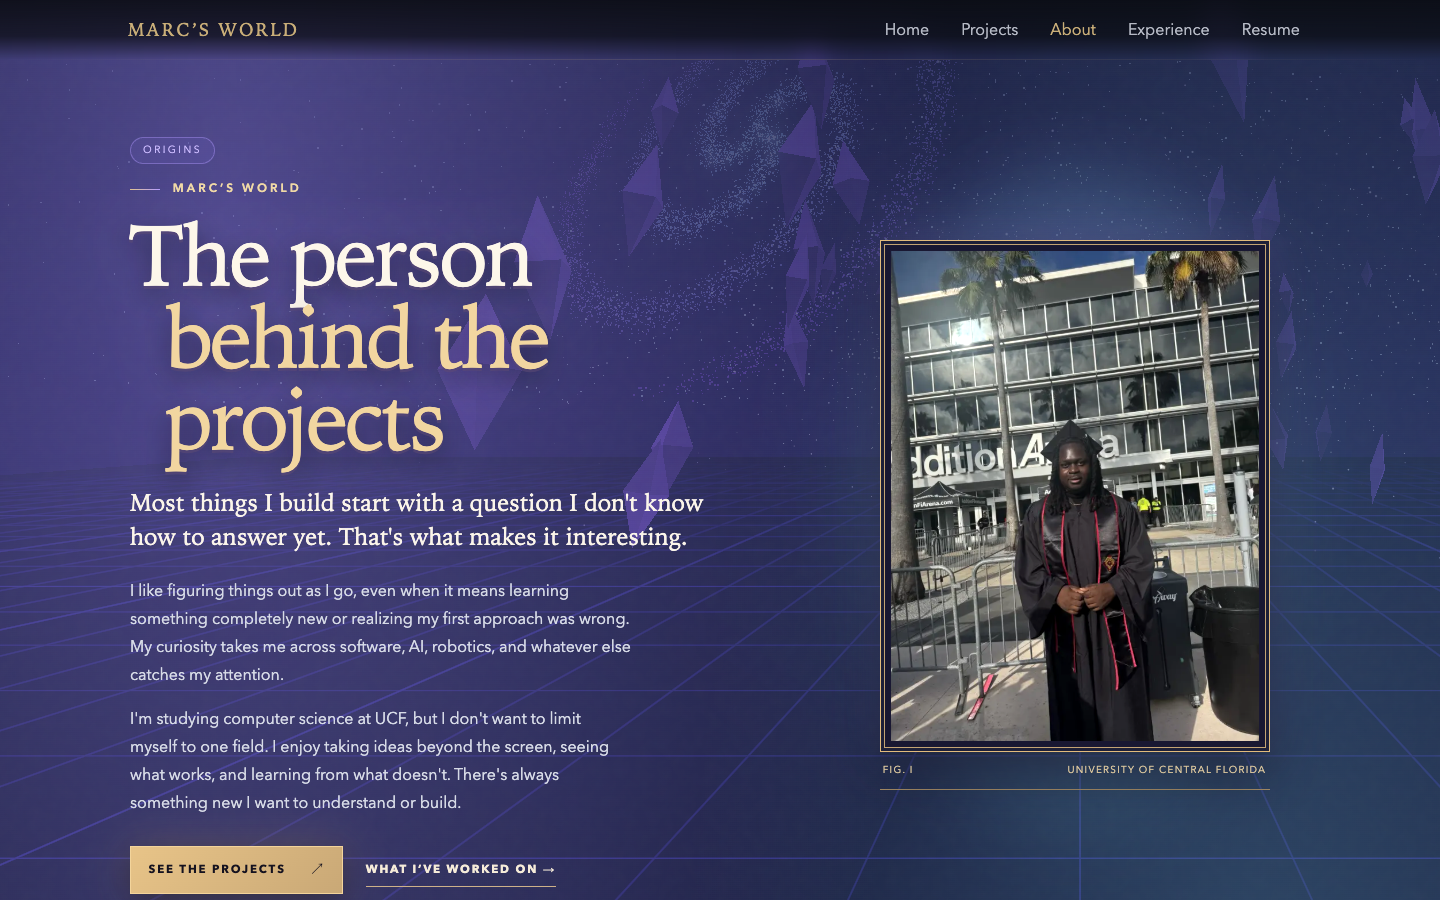 MARC’S WORLD
Home Projects About Experience Resume
ORIGINS
MARC’S WORLD
The person
behind the
projects
Most things I build start with a question I don't know
how to answer yet. That's what makes it interesting.
I like figuring things out as I go, even when it means learning
something completely new or realizing my first approach was wrong.
My curiosity takes me across software, AI, robotics, and whatever else
catches my attention.
I'm studying computer science at UCF, but I don't want to limit
myself to one field. I enjoy taking ideas beyond the screen, seeing
what works, and learning from what doesn't. There's always
something new I want to understand or build.
SEE THE PROJECTS ↗
WHAT I’VE WORKED ON →
ddition A a
FIG. I
UNIVERSITY OF CENTRAL FLORIDA